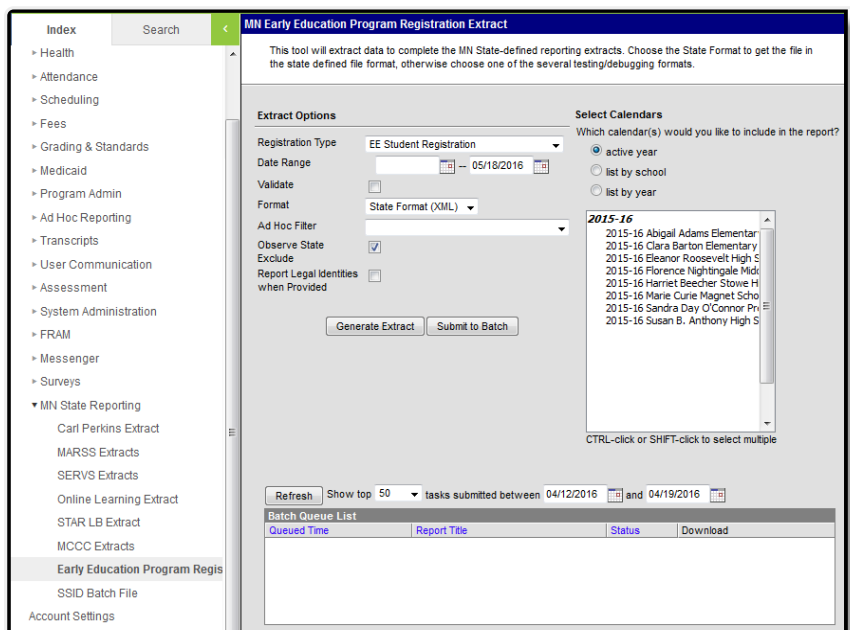 Index
Search
<
Health
Attendance
Scheduling
Fees
Grading & Standards
Medicaid
Program Admin
Ad Hoc Reporting
Transcripts
User Communication
Assessment
System Administration
FRAM
Messenger
Surveys
MN State Reporting
Carl Perkins Extract
MARSS Extracts
SERVS Extracts
Online Learning Extract
STAR LB Extract
MCCC Extracts
Early Education Program Regis
SSID Batch File
Account Settings
MN Early Education Program Registration Extract
This tool will extract data to complete the MN State-defined reporting extracts. Choose the State Format to get the file in
the state defined file format, otherwise choose one of the several testing/debugging formats.
Extract Options
Registration Type EE Student Registration
Date Range – 05/18/2016
Validate
Format State Format (XML)
Ad Hoc Filter
Observe State
Exclude
Report Legal Identities
when Provided
Generate Extract Submit to Batch
Select Calendars
Which calendar(s) would you like to include in the report?
active year
list by school
list by year
2015-16
2015-16 Abigail Adams Elementar
2015-16 Clara Barton Elementary
2015-16 Eleanor Roosevelt High S
2015-16 Florence Nightingale Mid
2015-16 Harriet Beecher Stowe H
2015-16 Marie Curie Magnet Scho
2015-16 Sandra Day O'Connor Pr
2015-16 Susan B. Anthony High S
CTRL-click or SHIFT-click to select multiple
Refresh Show top 50 tasks submitted between 04/12/2016 and 04/19/2016
Batch Queue List
Queued Time Report Title Status Download